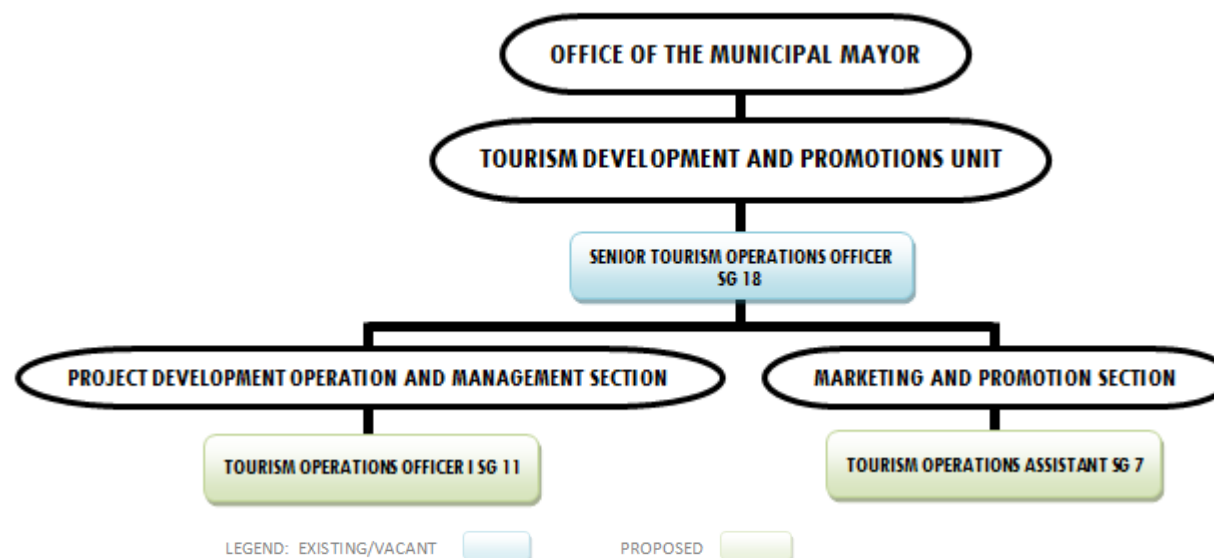 OFFICE OF THE MUNICIPAL MAYOR
TOURISM DEVELOPMENT AND PROMOTIONS UNIT
SENIOR TOURISM OPERATIONS OFFICER
SG 18
PROJECT DEVELOPMENT OPERATION AND MANAGEMENT SECTION
MARKETING AND PROMOTION SECTION
TOURISM OPERATIONS OFFICER I SG 11
TOURISM OPERATIONS ASSISTANT SG 7
LEGEND: EXISTING/VACANT
PROPOSED